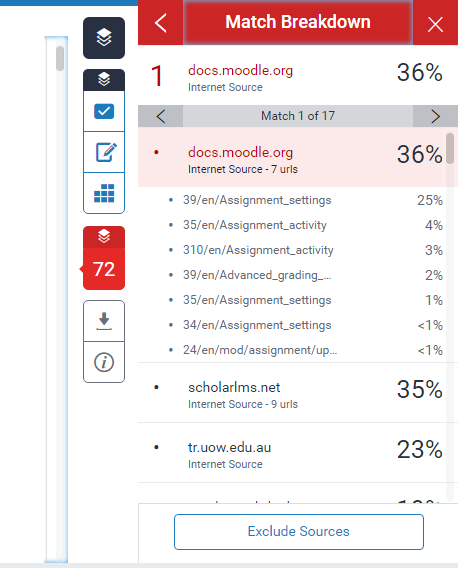 Match Breakdown
1 docs.moodle.org 36%
Internet Source
Match 1 of 17
docs.moodle.org 36%
Internet Source - 7 urls
39/en/Assignment_settings 25%
35/en/Assignment_activity 4%
310/en/Assignment_activity 3%
39/en/Advanced_grading_... 2%
35/en/Assignment_settings 1%
34/en/Assignment_settings <1%
24/en/mod/assignment/up... <1%
72
scholarlms.net 35%
Internet Source - 9 urls
tr.uow.edu.au 23%
Internet Source
Exclude Sources